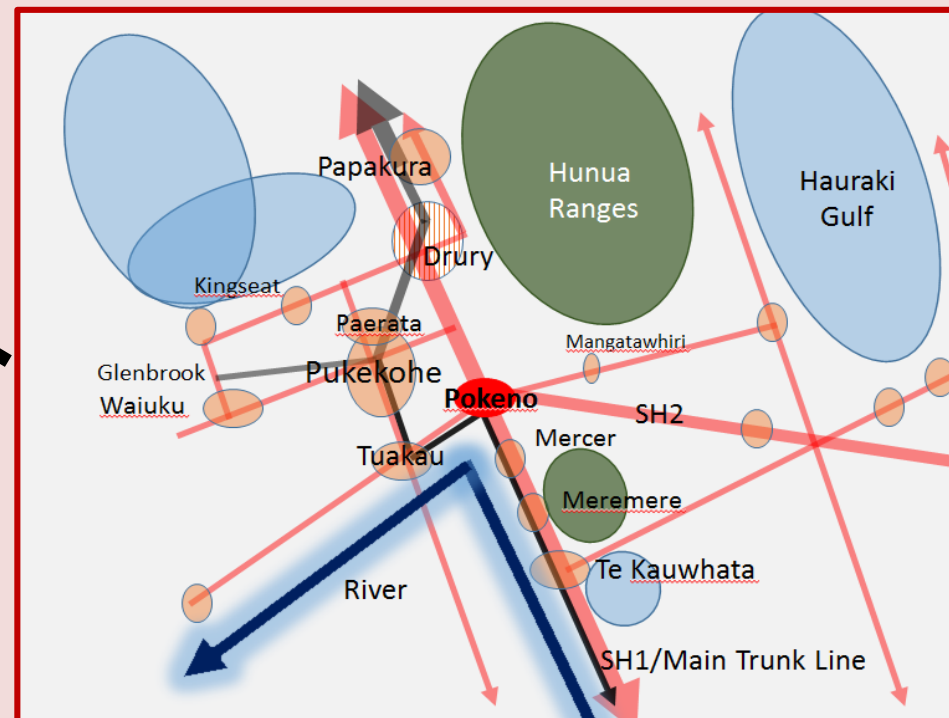 Papakura
Hunua
Ranges
Hauraki
Gulf
Drury
Kingseat
Paerata
Mangatawhiri
Glenbrook
Pukekohe
Waiuku
Pokeno
SH2
Mercer
Tuakau
Meremere
Te Kauwhata
River
SH1/Main Trunk Line